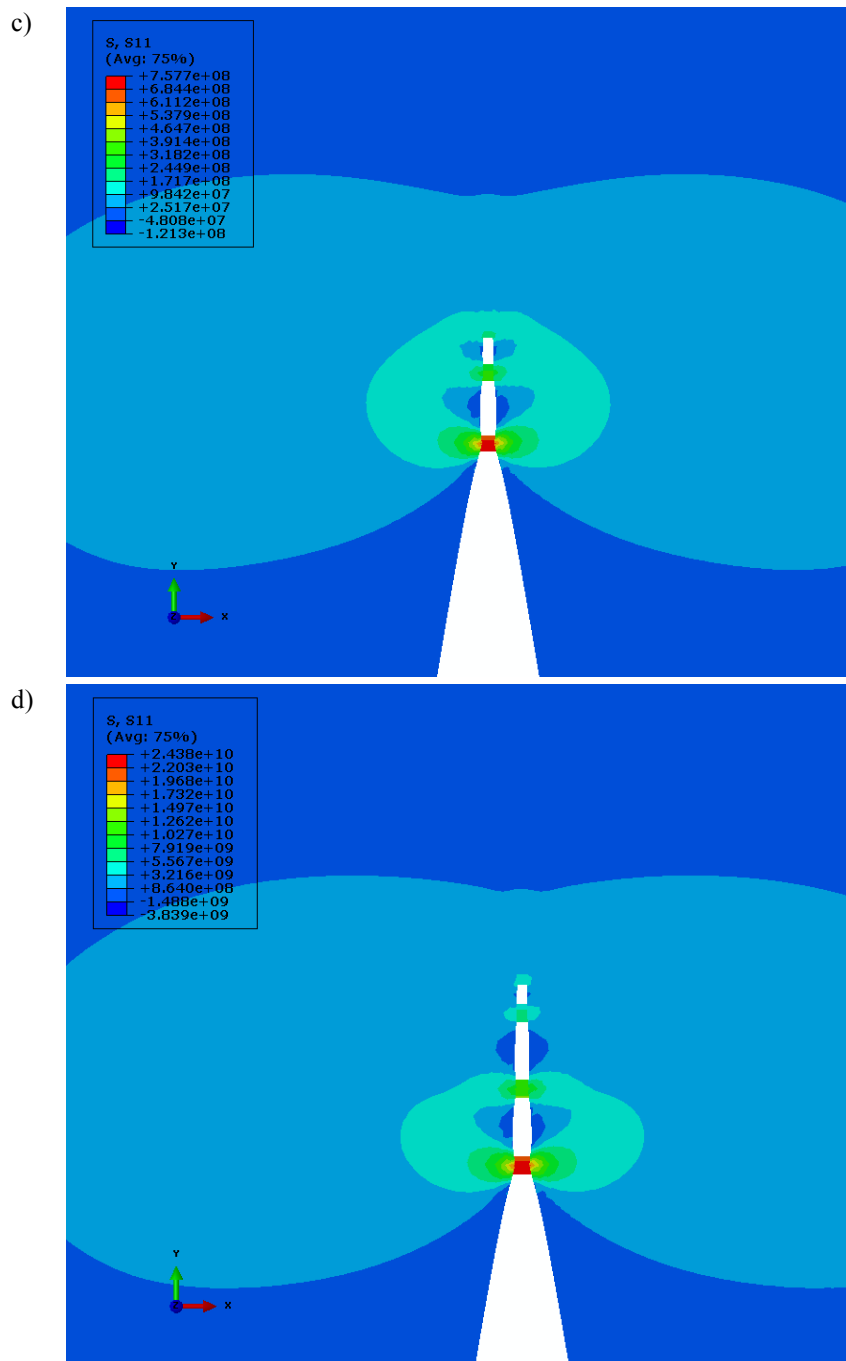 c)
S, S11
(Avg: 75%)
+7.577e+08
+6.844e+08
+6.112e+08
+5.379e+08
+4.647e+08
+3.914e+08
+3.182e+08
+2.449e+08
+1.717e+08
+9.842e+07
+2.517e+07
-4.808e+07
-1.213e+08
Y
Z
X
d)
S, S11
(Avg: 75%)
+2.438e+10
+2.203e+10
+1.968e+10
+1.732e+10
+1.497e+10
+1.262e+10
+1.027e+10
+7.919e+09
+5.567e+09
+3.216e+09
+8.640e+08
-1.488e+09
-3.839e+09
Y
Z
X